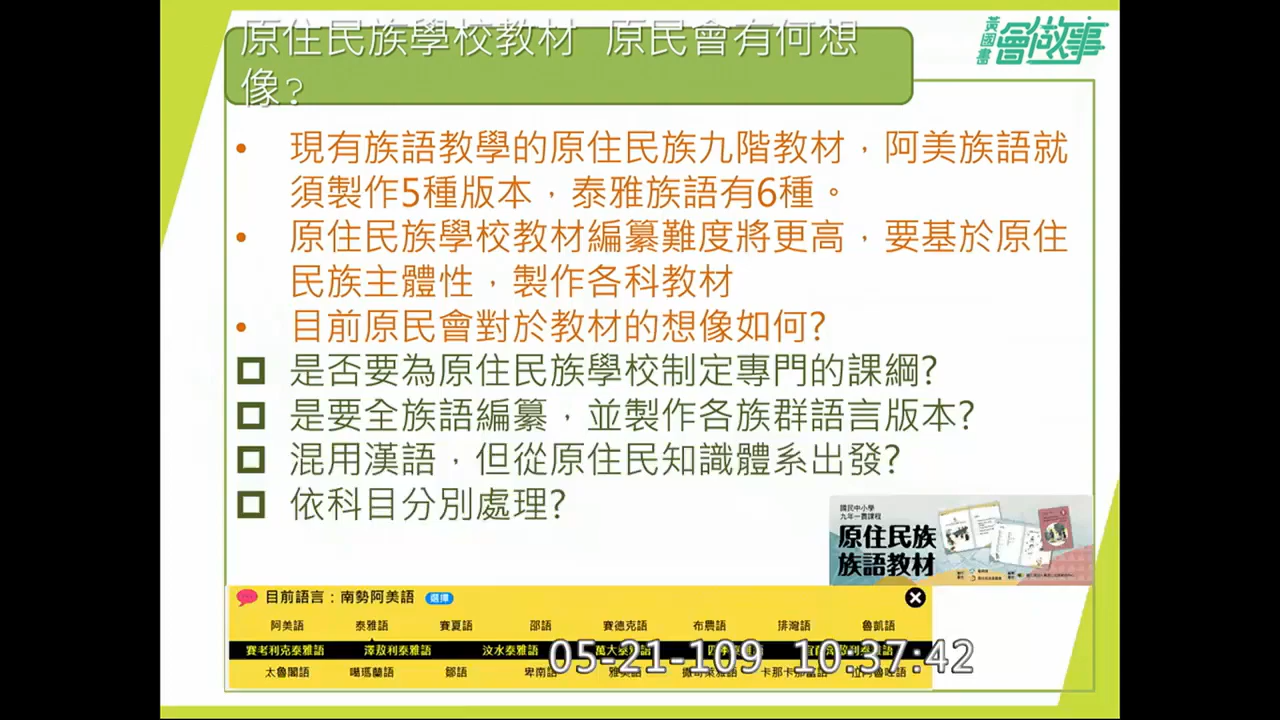 原住民族學校教材 原民會有何想
像?
黃國書
會做事
• 現有族語教學的原住民族九階教材，阿美族語就
須製作5種版本，泰雅族語有6種。
• 原住民族學校教材編纂難度將更高，要基於原住
民族主體性，製作各科教材
• 目前原民會對於教材的想像如何?
是否要為原住民族學校制定專門的課綱?
是要全族語編纂，並製作各族群語言版本?
混用漢語，但從原住民知識體系出發?
依科目分別處理?
國民中小學
九年一貫課程
原住民族
族語教材
目前語言：南勢阿美語 選擇
阿美語 泰雅語 賽夏語 邵語 賽德克語 布農語 排灣語 魯凱語
賽考利克泰雅語 澤敖利泰雅語 汶水泰雅語 萬大泰雅語
太魯閣語 噶瑪蘭語 鄒語 卑南語 雅美語
05-21-109 10:37:42